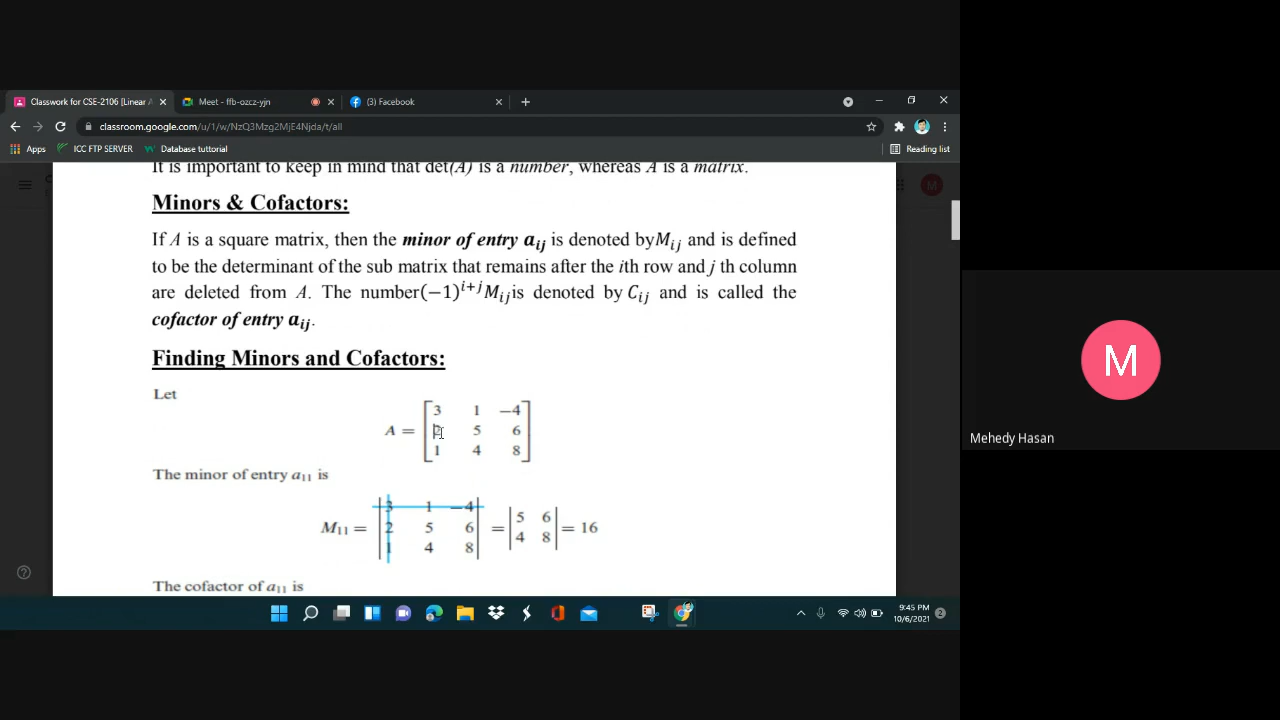 Classwork for CSE-2106 [Linear A
Meet - ffb-ozcz-yjn
(3) Facebook
classroom.google.com/u/1/w/NzQ3Mzg2MjE4Njda/t/all
Apps
ICC FTP SERVER
Database tuttorial
Reading list
It is important to keep in mind that det(A) is a number, whereas A is a matrix.
Minors & Cofactors:
If A is a square matrix, then the minor of entry aᵢⱼ is denoted byMᵢⱼ and is defined
to be the determinant of the sub matrix that remains after the ith row and j th column
are deleted from A. The number(−1)ⁱ⁺ʲMᵢⱼis denoted by Cᵢⱼ and is called the
cofactor of entry aᵢⱼ.
Finding Minors and Cofactors:
Let
3 1 −4
A = 2 5 6
1 4 8
The minor of entry a₁₁ is
3 1 −4
M₁₁ = 2 5 6 = |5 6; 4 8| = 16
1 4 8
The cofactor of a₁₁ is
M
M
Mehedy Hasan
9:45 PM
10/6/2021
2